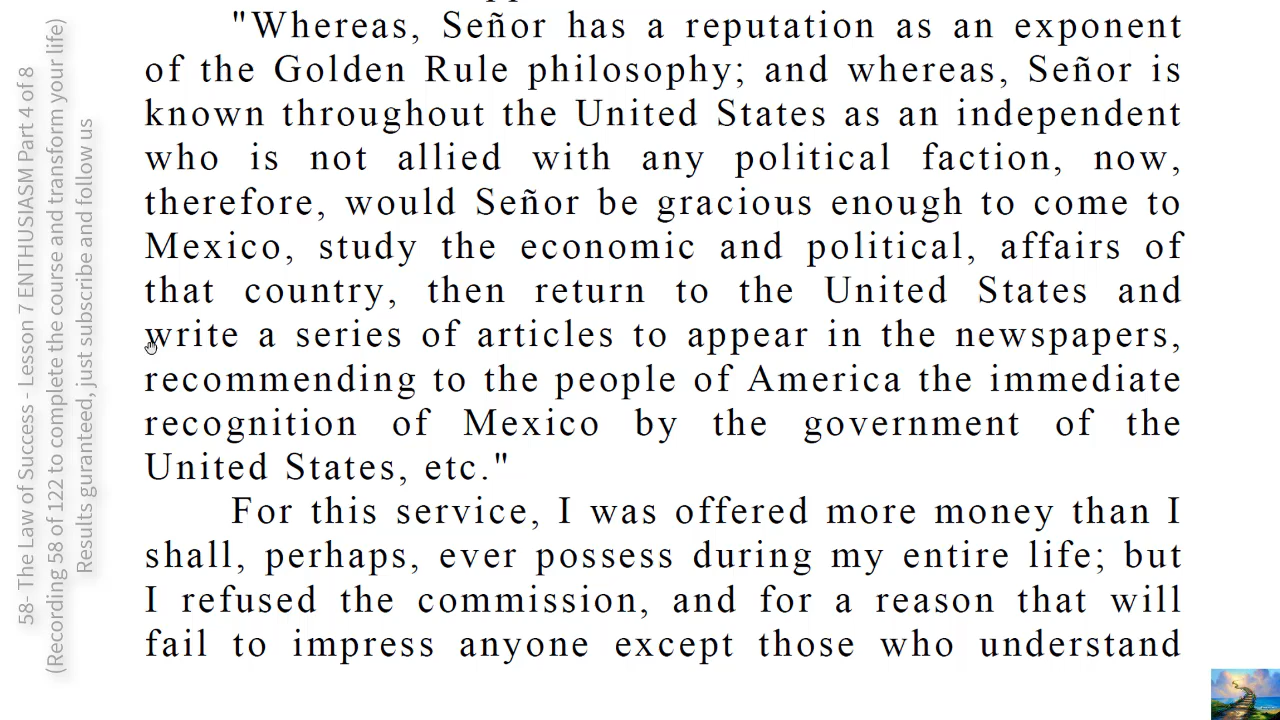 "Whereas, Señor has a reputation as an exponent
of the Golden Rule philosophy; and whereas, Señor is
known throughout the United States as an independent
who is not allied with any political faction, now,
therefore, would Señor be gracious enough to come to
Mexico, study the economic and political, affairs of
that country, then return to the United States and
write a series of articles to appear in the newspapers,
recommending to the people of America the immediate
recognition of Mexico by the government of the
United States, etc."
For this service, I was offered more money than I
shall, perhaps, ever possess during my entire life; but
I refused the commission, and for a reason that will
fail to impress anyone except those who understand
58- The Law of Success - Lesson 7 ENTHUSIASM Part 4 of 8
(Recording 58 of 122 to complete the course and transform your life)
Results guranteed, just subscribe and follow us